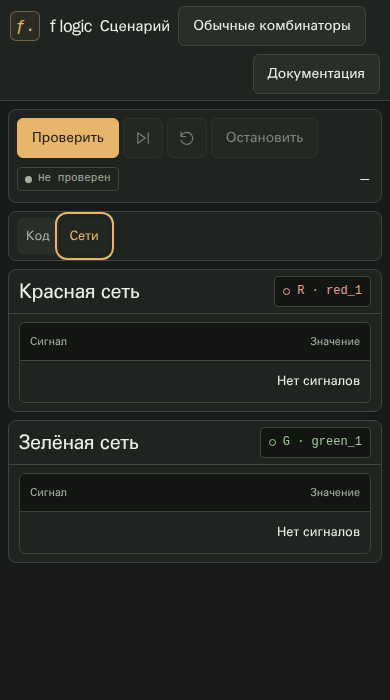 f. f logic Сценарий Обычные комбинаторы
Документация
Проверить Остановить
Не проверен —
Код Сети
Красная сеть R · red_1
Сигнал Значение
Нет сигналов
Зелёная сеть G · green_1
Сигнал Значение
Нет сигналов